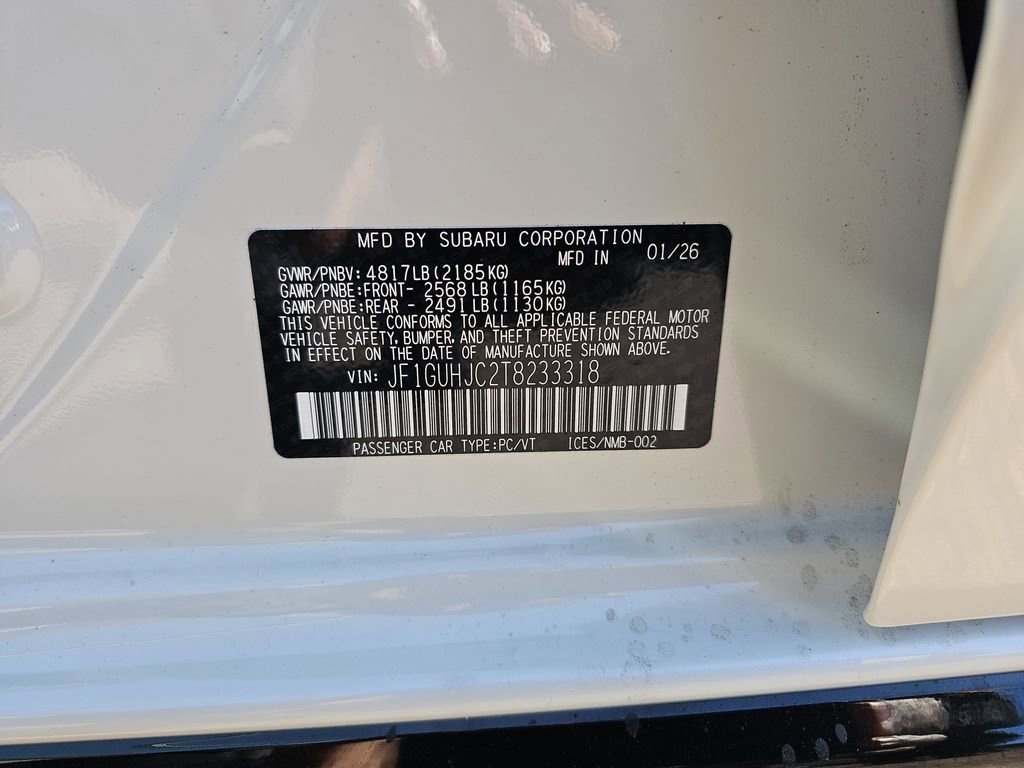 MFD BY SUBARU CORPORATION
MFD IN 01/26
GVWR/PNBV: 4817LB(2185KG)
GAWR/PNBE:FRONT- 2568LB(1165KG)
GAWR/PNBE:REAR - 2491LB(1130KG)
THIS VEHICLE CONFORMS TO ALL APPLICABLE FEDERAL MOTOR
VEHICLE SAFETY, BUMPER, AND THEFT PREVENTION STANDARDS
IN EFFECT ON THE DATE OF MANUFACTURE SHOWN ABOVE.
VIN: JF1GUHJC2T8233318
PASSENGER CAR TYPE:PC/VT ICES/NMB-002